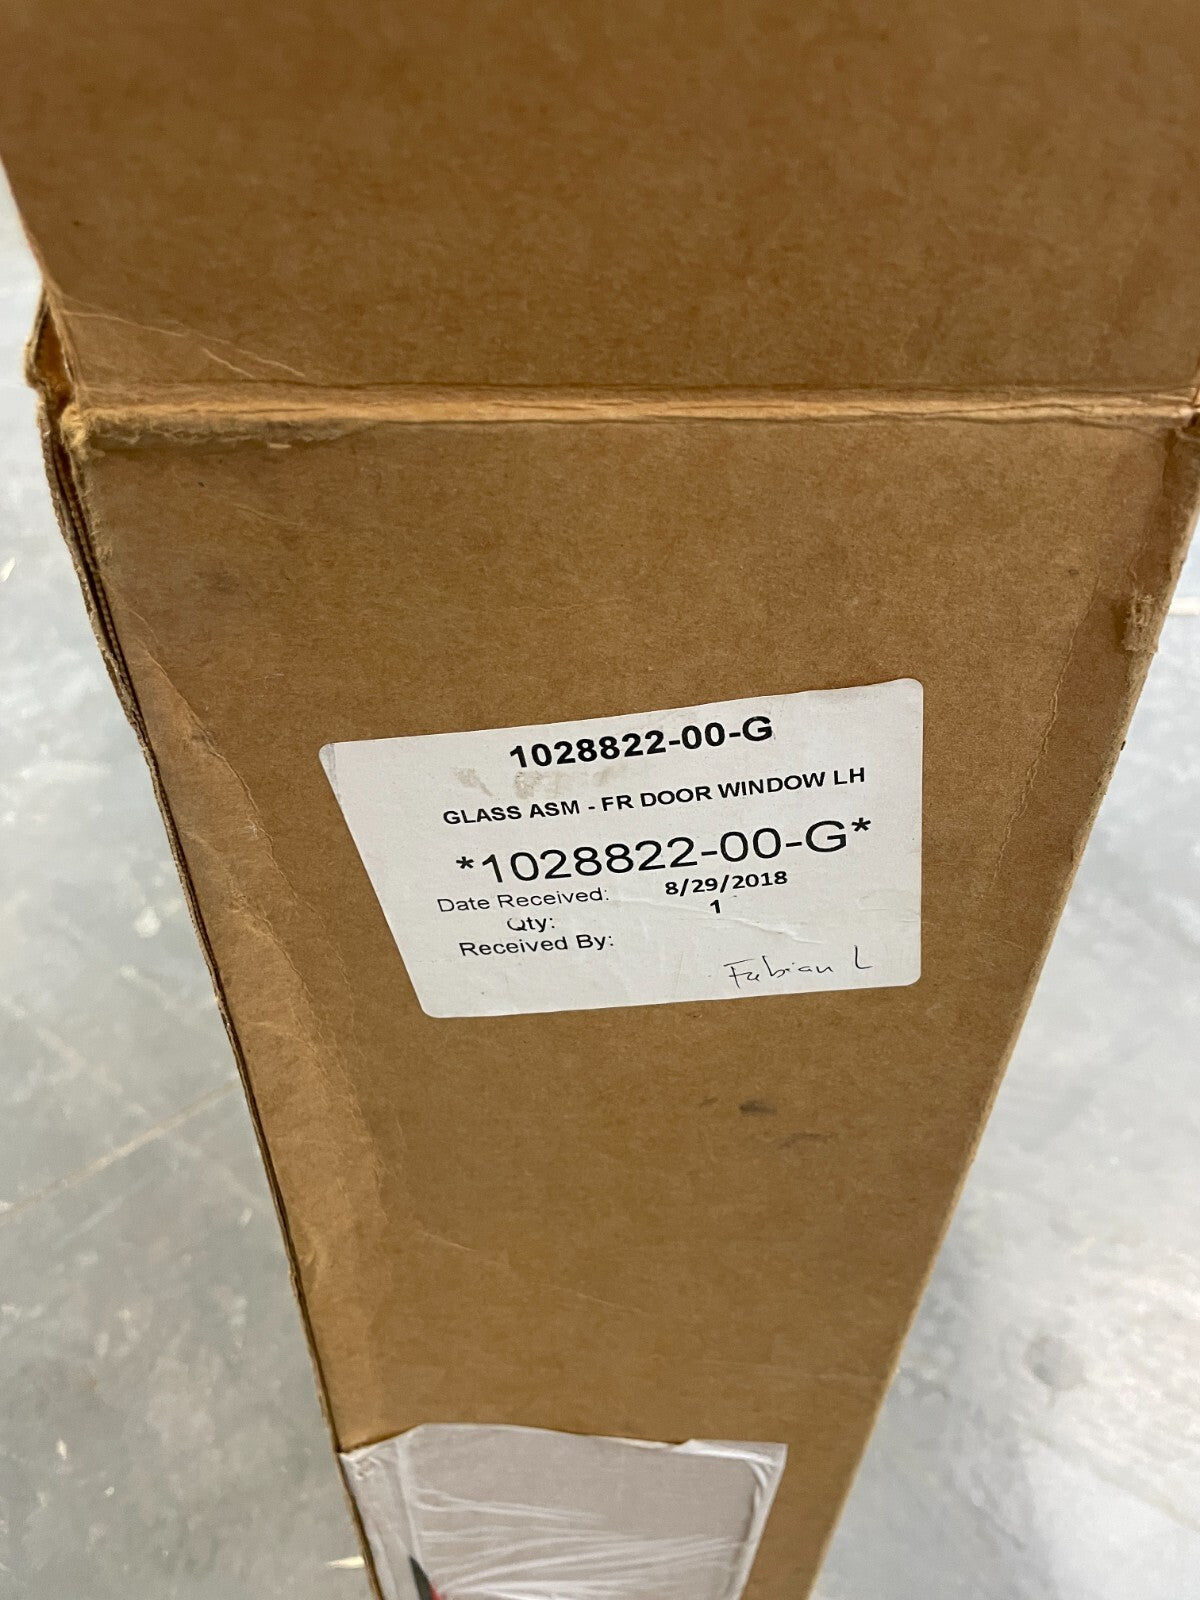 1028822-00-G
GLASS ASM - FR DOOR WINDOW LH
*1028822-00-G*
Date Received: 8/29/2018
Qty: 1
Received By:
Fabian L